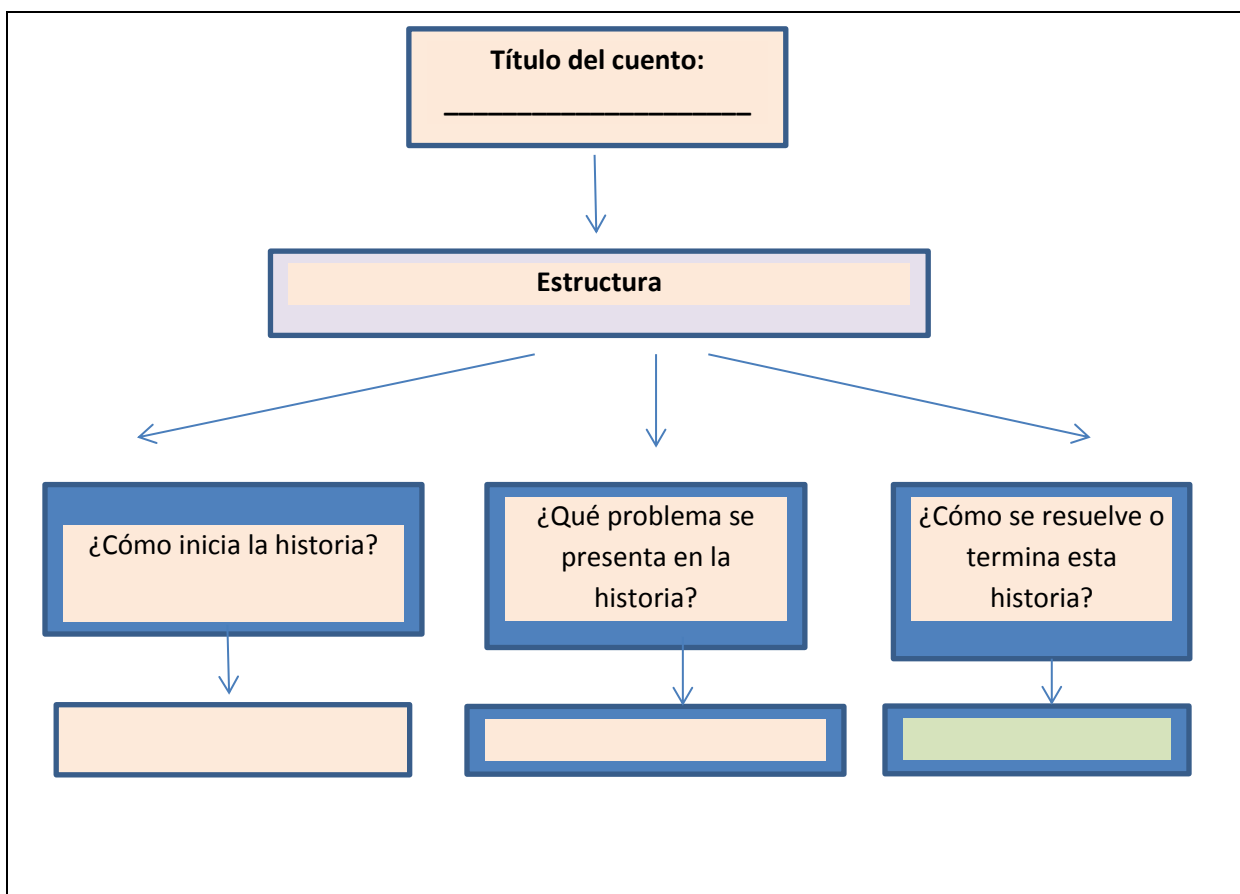 Título del cuento:
_____________________
Estructura
¿Cómo inicia la historia?
¿Qué problema se
presenta en la
historia?
¿Cómo se resuelve o
termina esta
historia?